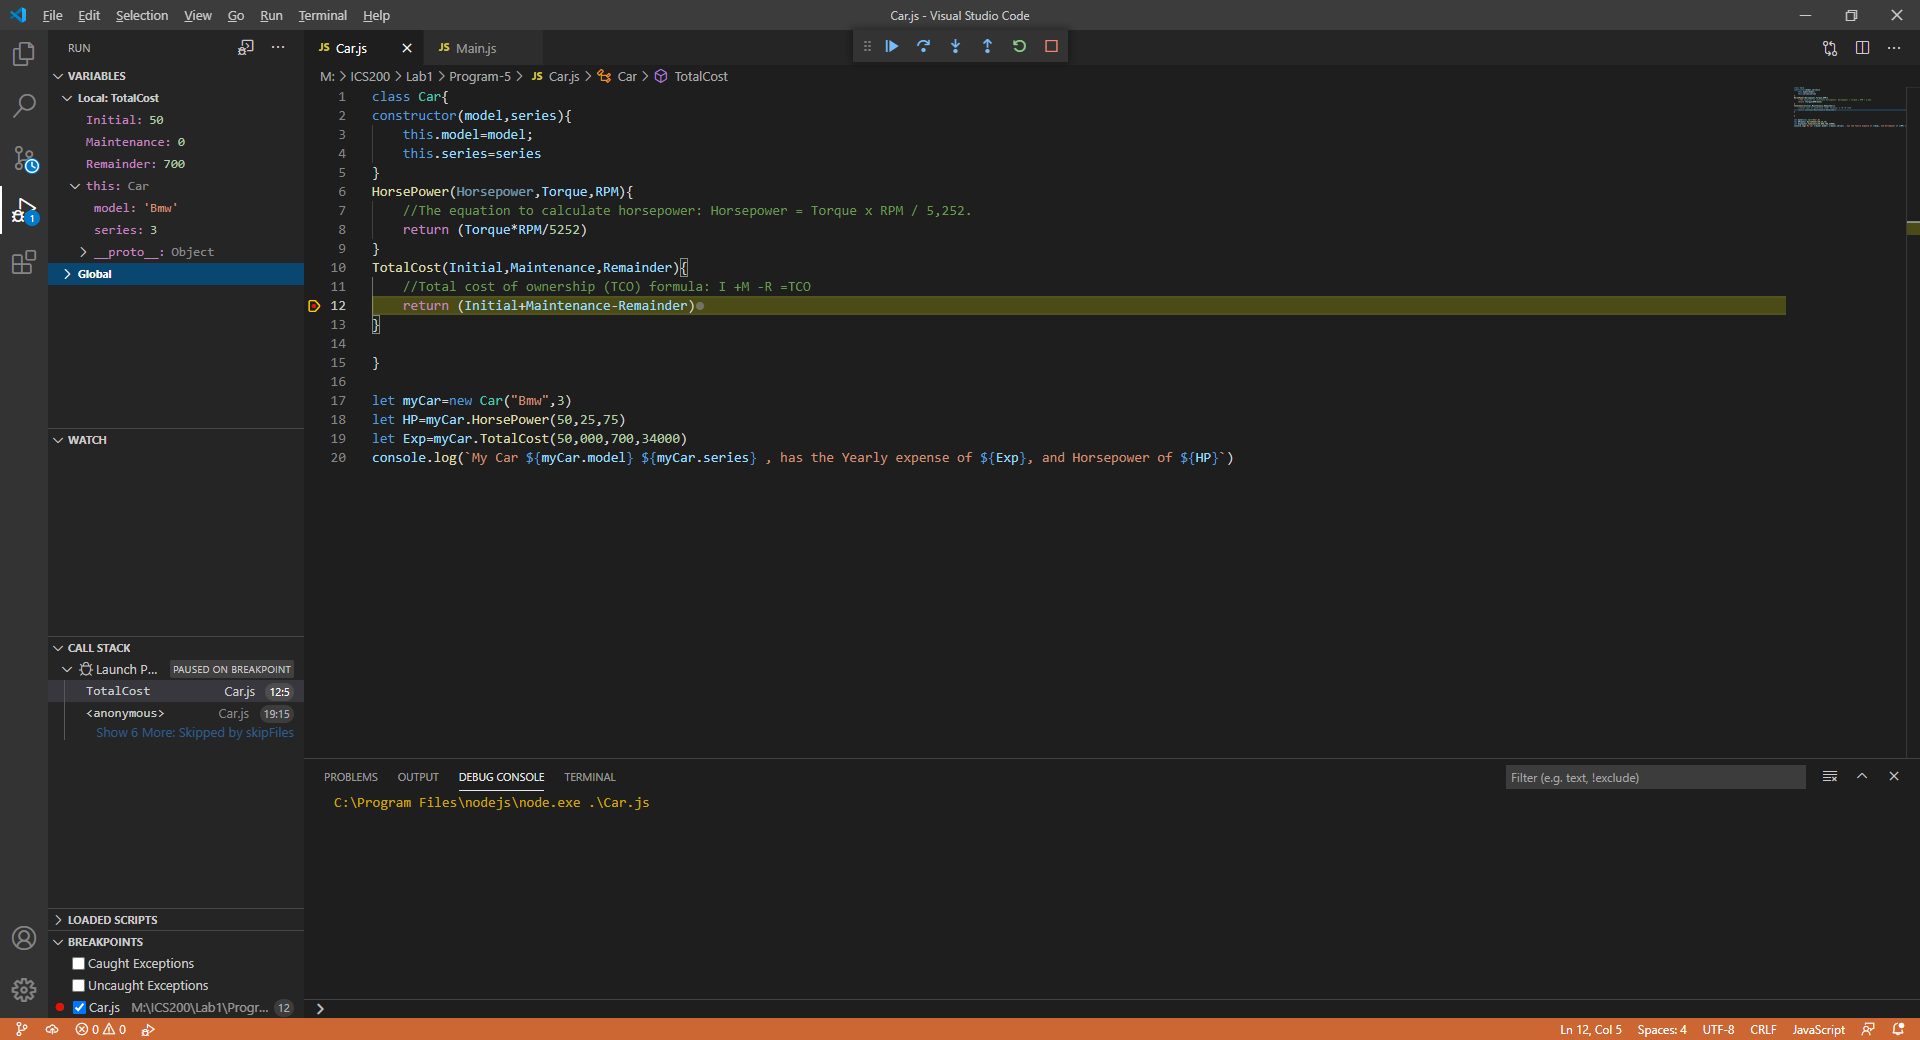 File Edit Selection View Go Run Terminal Help
Car.js - Visual Studio Code
RUN
VARIABLES
Local: TotalCost
Initial: 50
Maintenance: 0
Remainder: 700
this: Car
model: 'Bmw'
series: 3
__proto__: Object
Global
WATCH
CALL STACK
Launch P... PAUSED ON BREAKPOINT
TotalCost Car.js 12:5
<anonymous> Car.js 19:15
Show 6 More: Skipped by skipFiles
LOADED SCRIPTS
BREAKPOINTS
Caught Exceptions
Uncaught Exceptions
Car.js M:\ICS200\Lab1\Progr... 12
1
JS Car.js JS Main.js
M: > ICS200 > Lab1 > Program-5 > JS Car.js > Car > TotalCost
1 class Car{
2 constructor(model,series){
3 this.model=model;
4 this.series=series
5 }
6 HorsePower(Horsepower,Torque,RPM){
7 //The equation to calculate horsepower: Horsepower = Torque x RPM / 5,252.
8 return (Torque*RPM/5252)
9 }
10 TotalCost(Initial,Maintenance,Remainder){
11 //Total cost of ownership (TCO) formula: I +M -R =TCO
12 return (Initial+Maintenance-Remainder)
13 }
14
15 }
16
17 let myCar=new Car("Bmw",3)
18 let HP=myCar.HorsePower(50,25,75)
19 let Exp=myCar.TotalCost(50,000,700,34000)
20 console.log(`My Car ${myCar.model} ${myCar.series} , has the Yearly expense of ${Exp}, and Horsepower of ${HP}`)
PROBLEMS OUTPUT DEBUG CONSOLE TERMINAL
Filter (e.g. text, !exclude)
C:\Program Files\nodejs\node.exe .\Car.js
>
0 0
Ln 12, Col 5 Spaces: 4 UTF-8 CRLF JavaScript